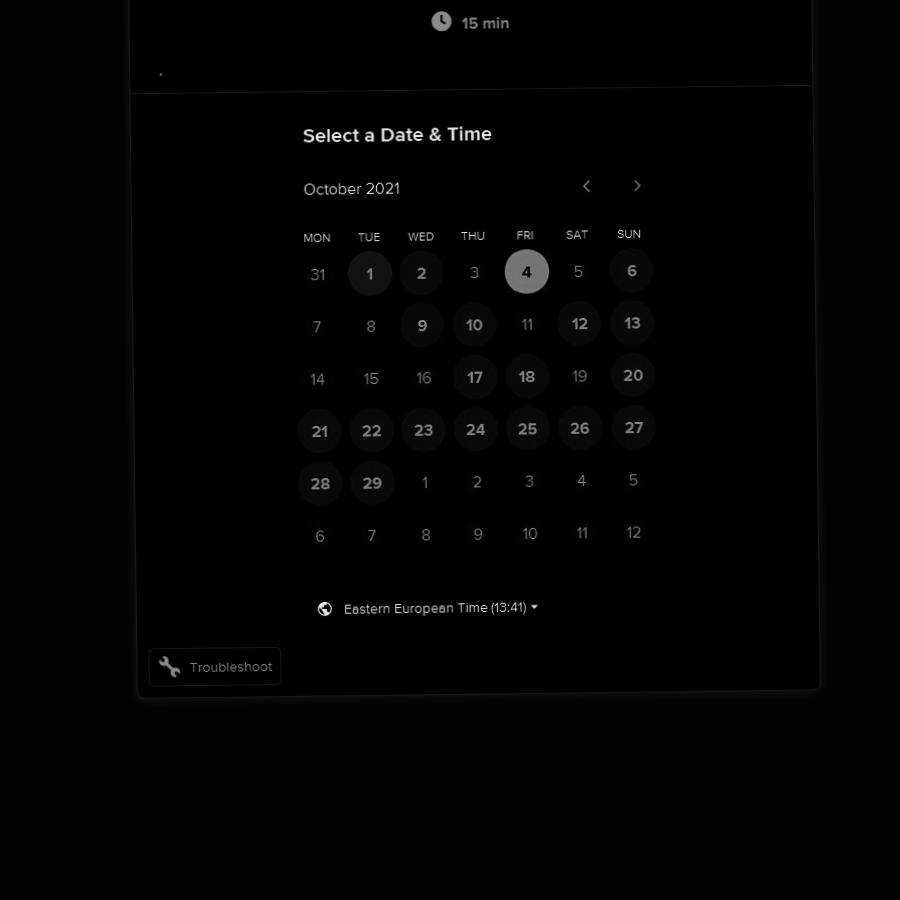 15 min
.
Select a Date & Time
October 2021
MON TUE WED THU FRI SAT SUN
31 1 2 3 4 5 6
7 8 9 10 11 12 13
14 15 16 17 18 19 20
21 22 23 24 25 26 27
28 29 1 2 3 4 5
6 7 8 9 10 11 12
Eastern European Time (13:41)
Troubleshoot